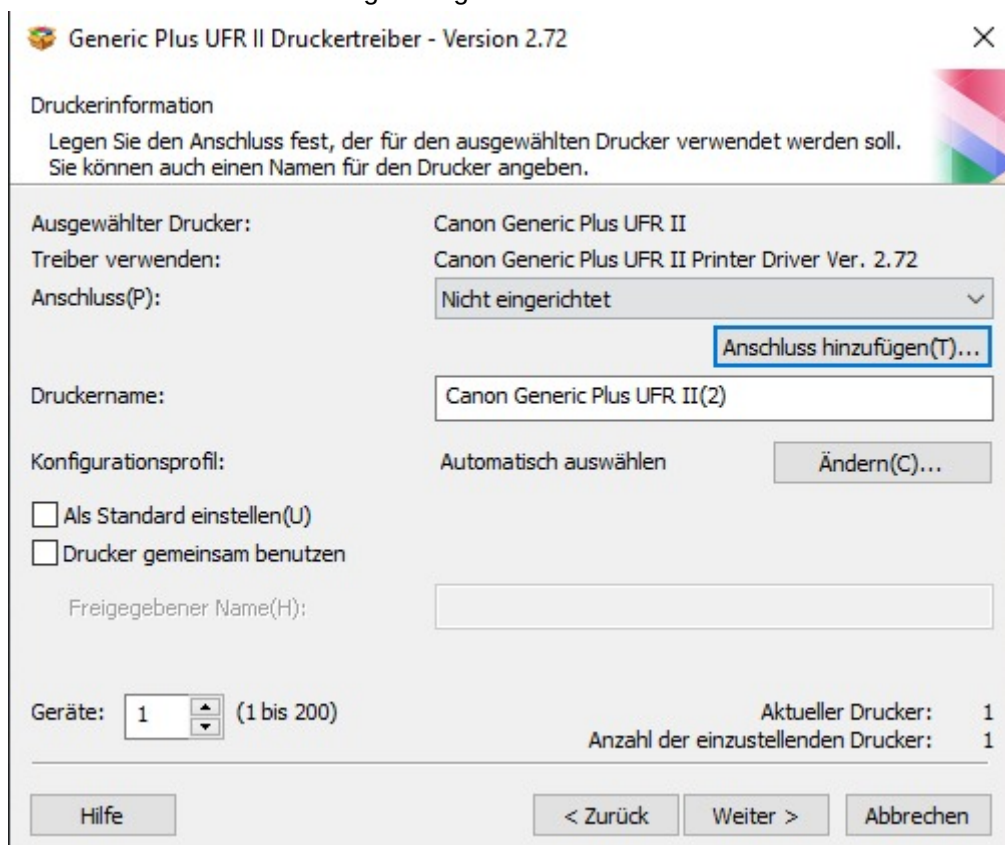 Generic Plus UFR II Druckertreiber - Version 2.72
Druckerinformation
Legen Sie den Anschluss fest, der für den ausgewählten Drucker verwendet werden soll.
Sie können auch einen Namen für den Drucker angeben.
Ausgewählter Drucker: Canon Generic Plus UFR II
Treiber verwenden: Canon Generic Plus UFR II Printer Driver Ver. 2.72
Anschluss(P): Nicht eingerichtet
Anschluss hinzufügen(T)...
Druckername: Canon Generic Plus UFR II(2)
Konfigurationsprofil: Automatisch auswählen Ändern(C)...
Als Standard einstellen(U)
Drucker gemeinsam benutzen
Freigegebener Name(H):
Geräte: 1 (1 bis 200) Aktueller Drucker: 1
Anzahl der einzustellenden Drucker: 1
Hilfe < Zurück Weiter > Abbrechen